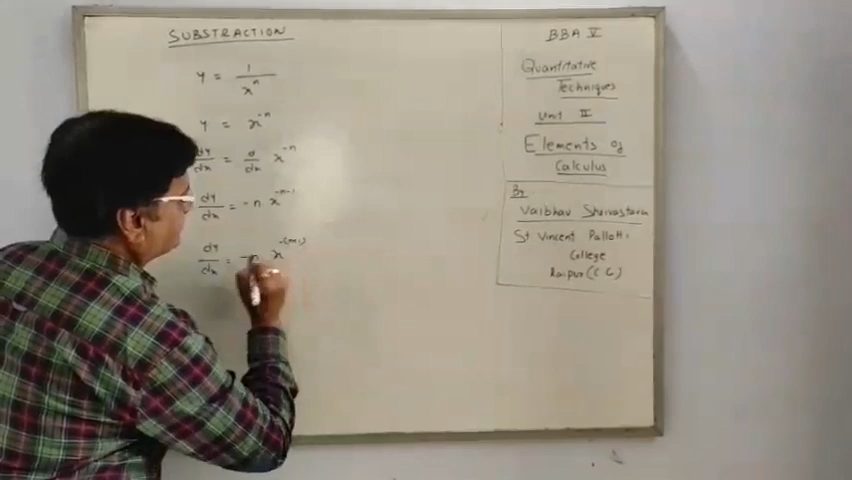 SUBSTRACTION
y = 1/x^n
y = x^-n
dy/dx = d/dx x^-n
dy/dx = -n x^-n-1
dy/dx = -n x^-(n+1)
BBA V
Quantitative
Techniques
Unit II
Elements of
Calculus
By
Vaibhav Shrivastava
St Vincent Pallotti
College
Raipur (C G)